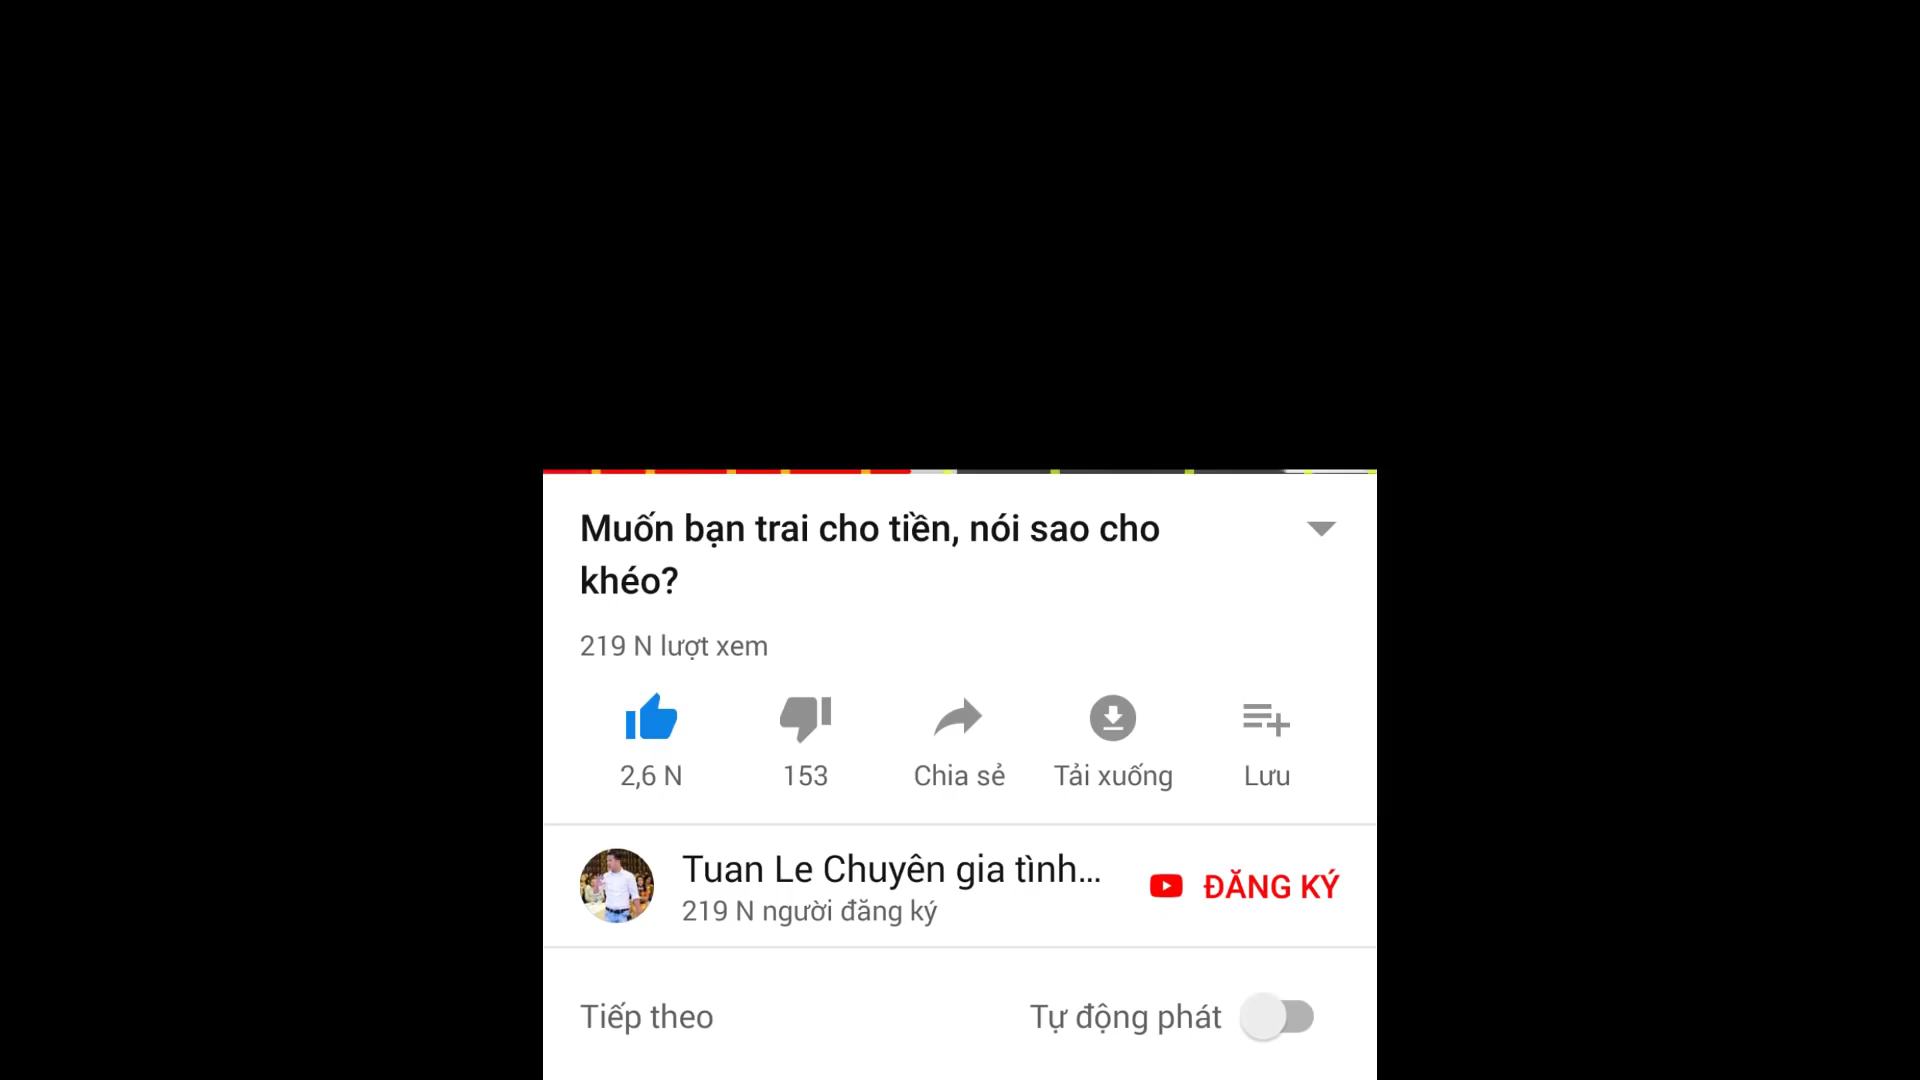 Muốn bạn trai cho tiền, nói sao cho
khéo?
219 N lượt xem
2,6 N
153
Chia sẻ
Tải xuống
Lưu
Tuan Le Chuyên gia tình...
219 N người đăng ký
ĐĂNG KÝ
Tiếp theo
Tự động phát